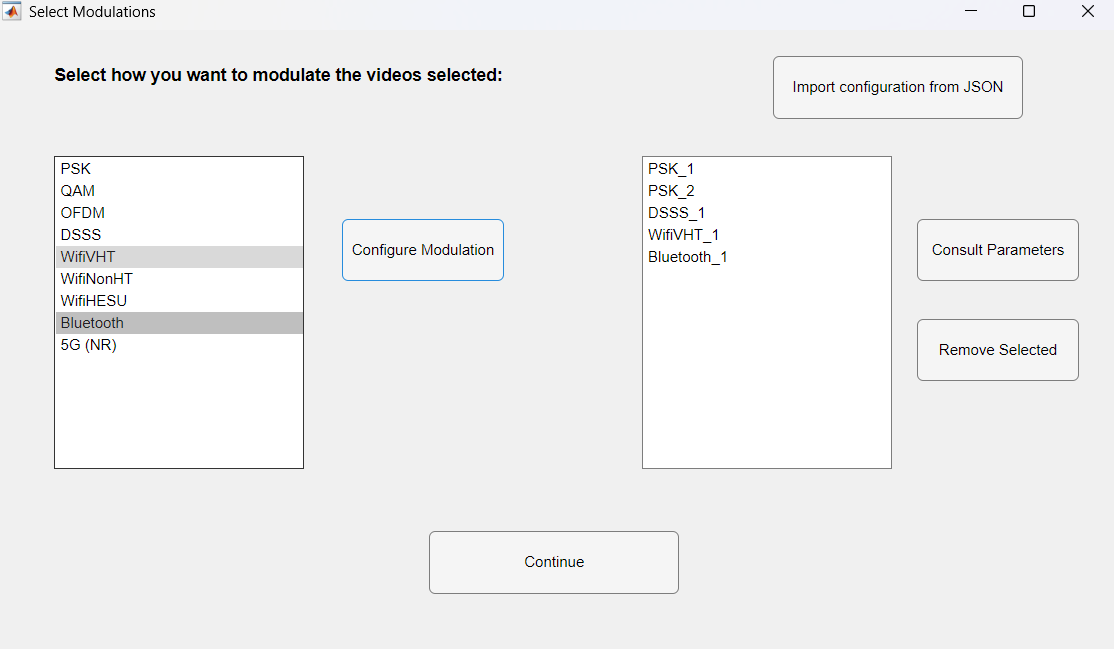 Select Modulations
Select how you want to modulate the videos selected:
Import configuration from JSON
PSK
QAM
OFDM
DSSS
WifiVHT
WifiNonHT
WifiHESU
Bluetooth
5G (NR)
Configure Modulation
PSK_1
PSK_2
DSSS_1
WifiVHT_1
Bluetooth_1
Consult Parameters
Remove Selected
Continue